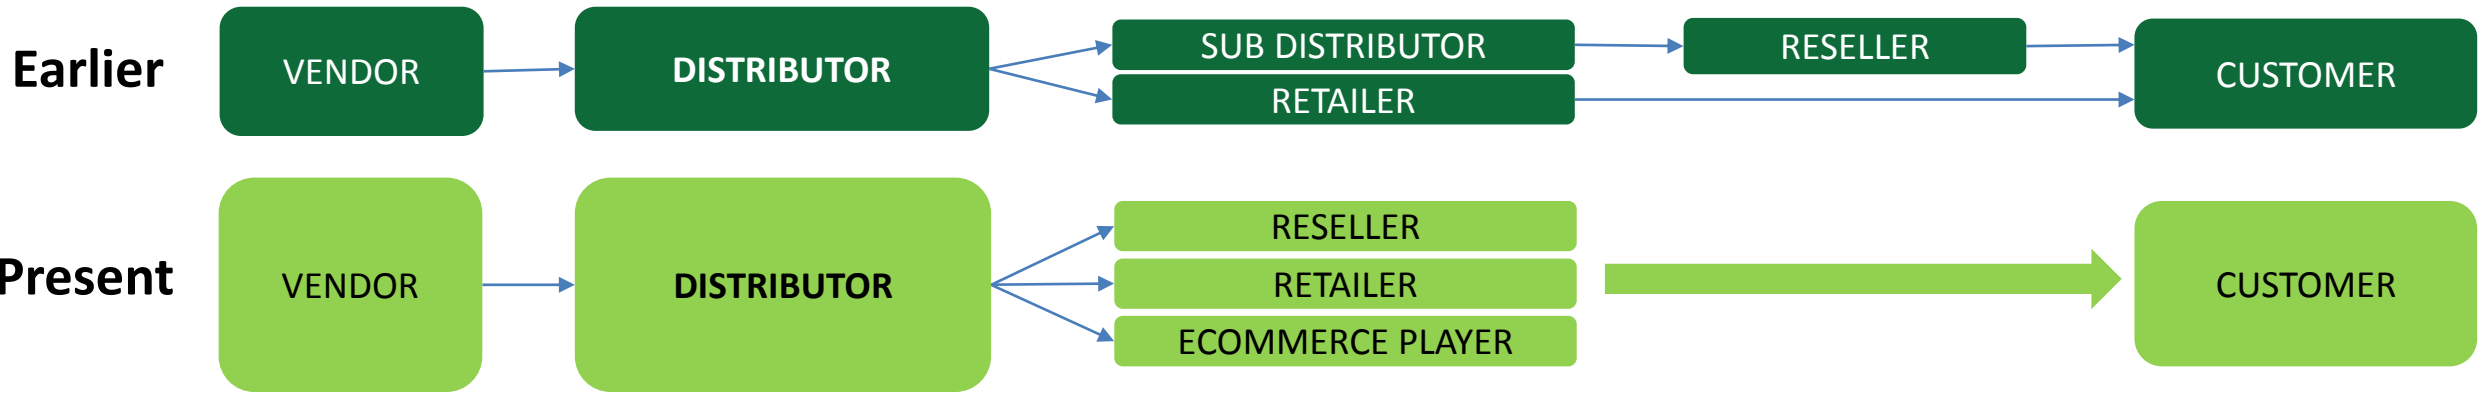 Earlier
VENDOR
DISTRIBUTOR
SUB DISTRIBUTOR
RETAILER
RESELLER
CUSTOMER
Present
VENDOR
DISTRIBUTOR
RESELLER
RETAILER
ECOMMERCE PLAYER
CUSTOMER